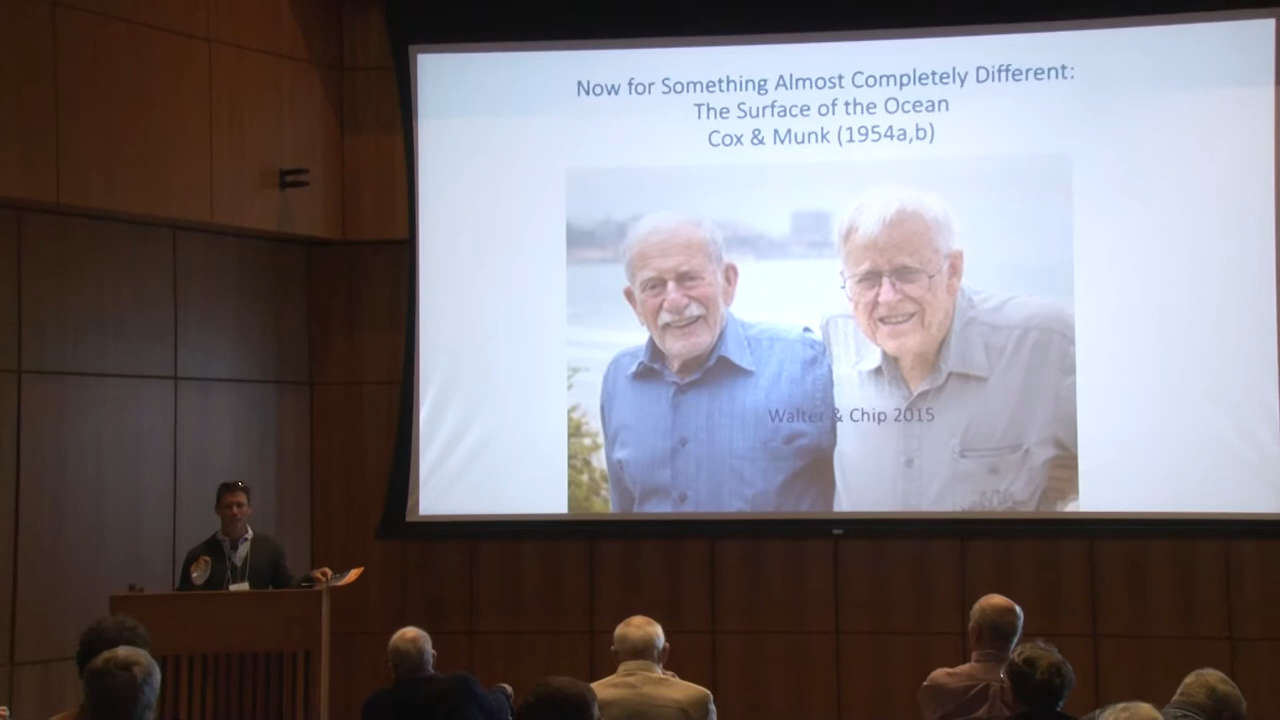 Now for Something Almost Completely Different:
The Surface of the Ocean
Cox & Munk (1954a,b)
Walter & Chip 2015